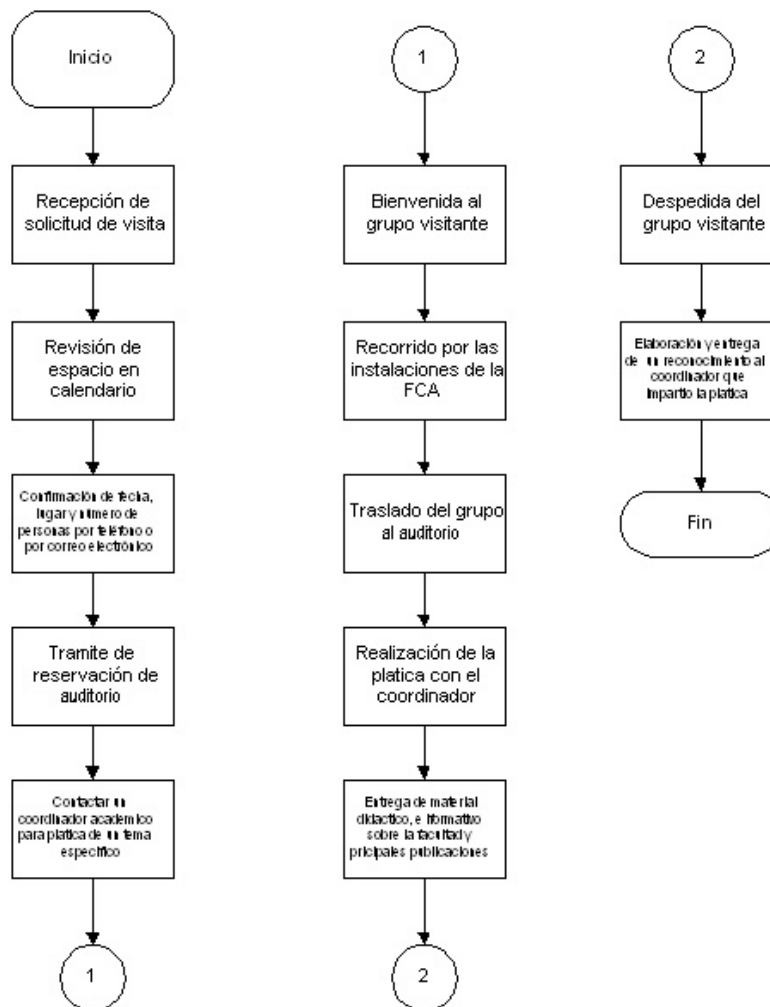 Inicio
Recepción de
solicitud de visita
Revisión de
espacio en
calendario
Confirmación de fecha,
lugar y número de
personas por teléfono o
por correo electrónico
Tramite de
reservación de
auditorio
Contactar un
coordinador academico
para platica de un tema
específico
1
1
Bienvenida al
grupo visitante
Recorrido por las
instalaciones de la
FCA
Traslado del grupo
al auditorio
Realización de la
platica con el
coordinador
Entrega de material
didactico, e iformativo
sobre la facultad y
pricipales publicaciones
2
2
Despedida del
grupo visitante
Elaboración y entrega
de un reconocimiento al
coordinador que
impartio la platica
Fin